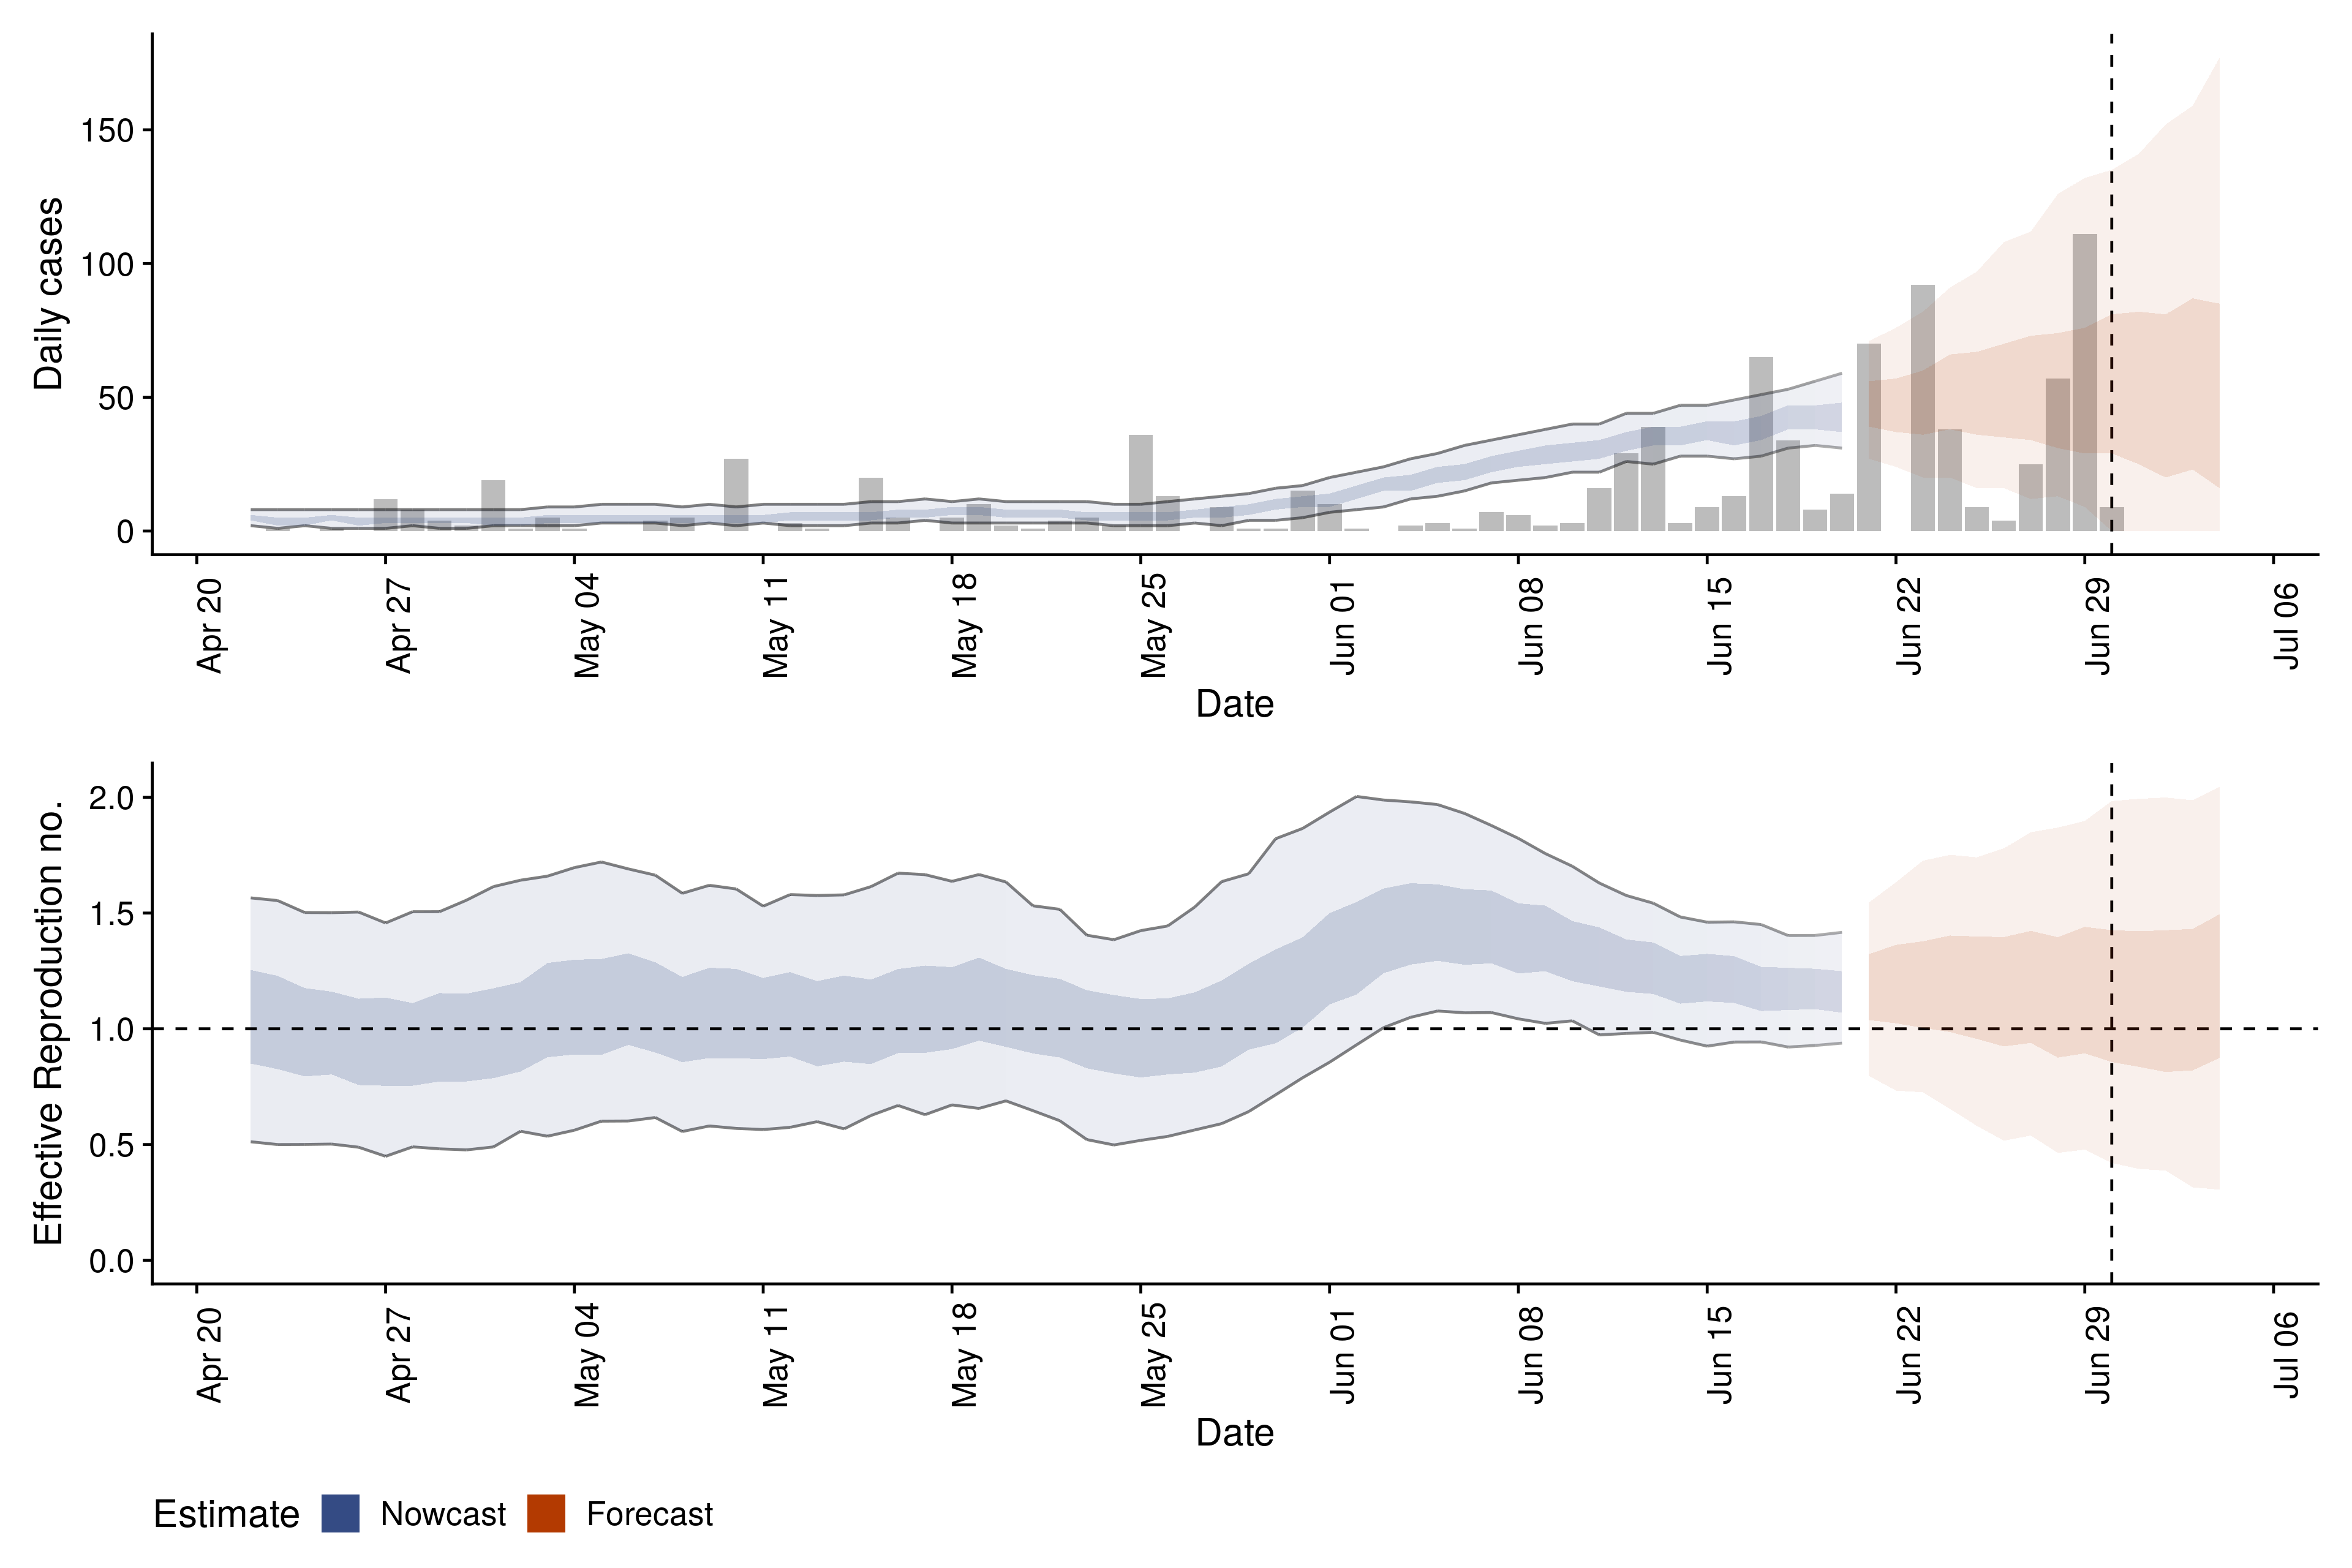 Daily cases
150
100
50
0
Apr 20
Apr 27
May 04
May 11
May 18
May 25
Jun 01
Jun 08
Jun 15
Jun 22
Jun 29
Jul 06
Date
Effective Reproduction no.
2.0
1.5
1.0
0.5
0.0
Apr 20
Apr 27
May 04
May 11
May 18
May 25
Jun 01
Jun 08
Jun 15
Jun 22
Jun 29
Jul 06
Date
Estimate Nowcast Forecast